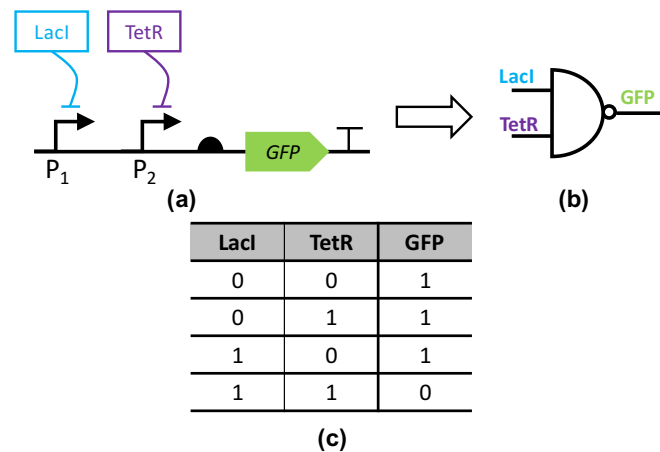 LacI TetR
P1 P2 GFP
(a)
LacI
TetR
GFP
(b)
LacI TetR GFP
0 0 1
0 1 1
1 0 1
1 1 0
(c)